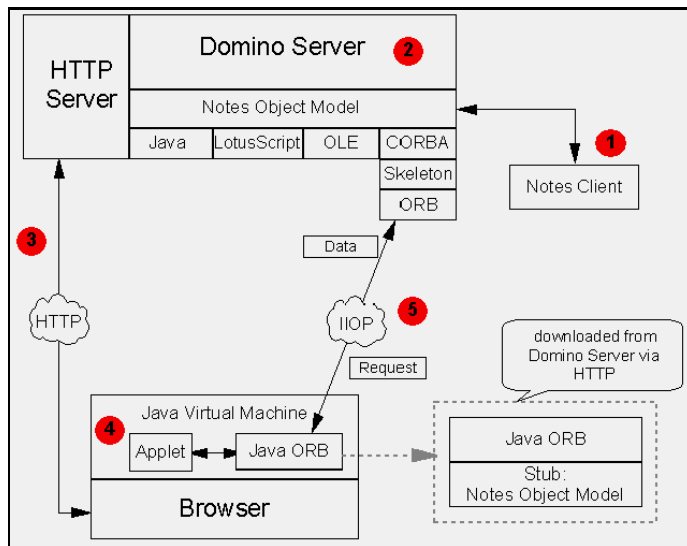 Domino Server
2
HTTP
Server
Notes Object Model
Java
LotusScript
OLE
CORBA
Skeleton
ORB
1
Notes Client
3
Data
HTTP
IIOP
5
Request
downloaded from
Domino Server via
HTTP
Java Virtual Machine
4
Applet
Java ORB
Java ORB
Stub:
Notes Object Model
Browser